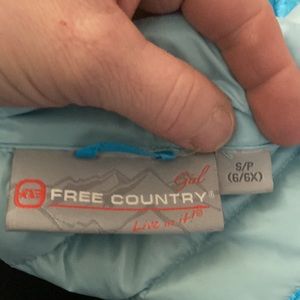 Girl
FREE COUNTRY®
Live in it!®
S/P
(6/6X)